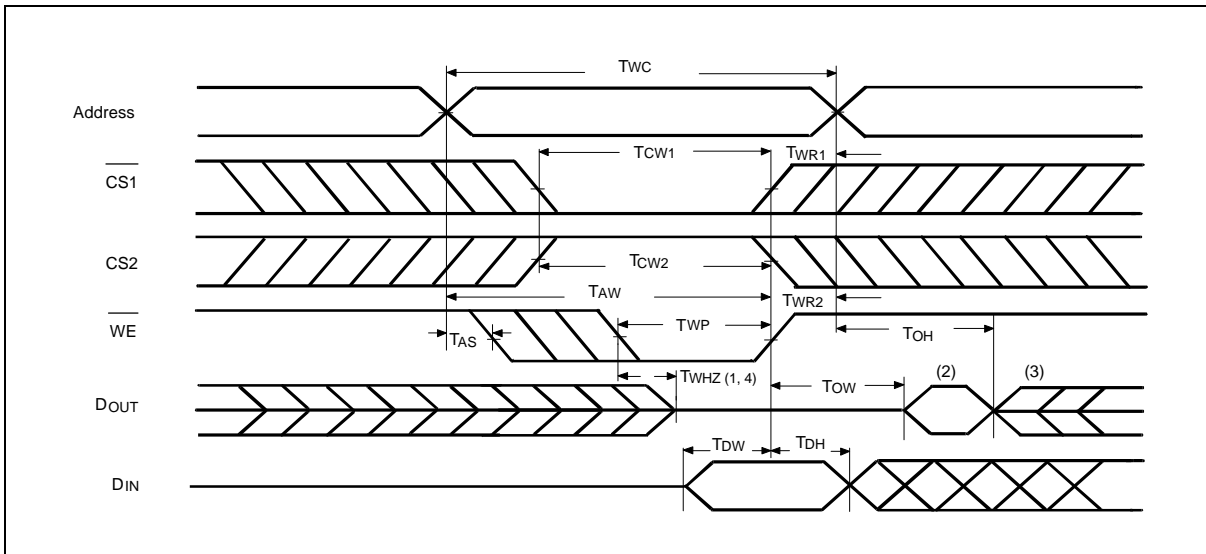 TWC
Address
TCW1
TWR1
CS1
CS2
TCW2
TAW
TWR2
WE
TAS
TWP
TOH
TWHZ (1, 4)
TOW
(2)
(3)
DOUT
TDW
TDH
DIN